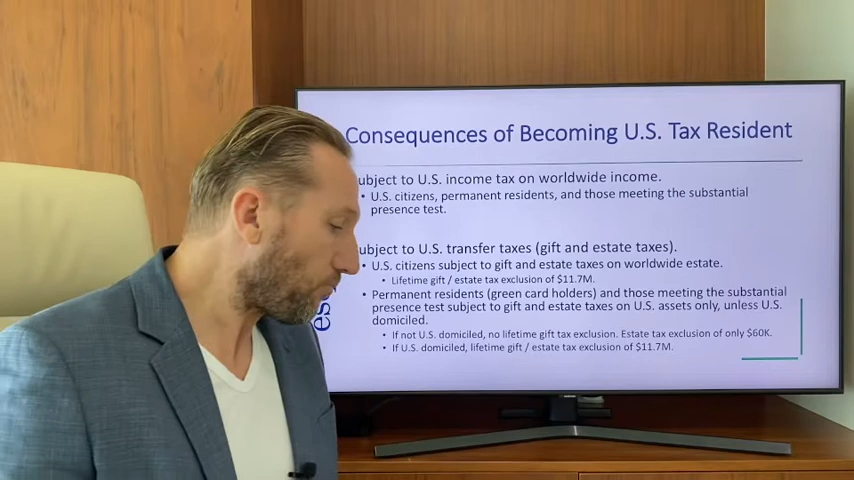 Consequences of Becoming U.S. Tax Resident
ubject to U.S. income tax on worldwide income.
• U.S. citizens, permanent residents, and those meeting the substantial
presence test.
ubject to U.S. transfer taxes (gift and estate taxes).
• U.S. citizens subject to gift and estate taxes on worldwide estate.
• Lifetime gift / estate tax exclusion of $11.7M.
• Permanent residents (green card holders) and those meeting the substantial
presence test subject to gift and estate taxes on U.S. assets only, unless U.S.
domiciled.
• If not U.S. domiciled, no lifetime gift tax exclusion. Estate tax exclusion of only $60K.
• If U.S. domiciled, lifetime gift / estate tax exclusion of $11.7M.